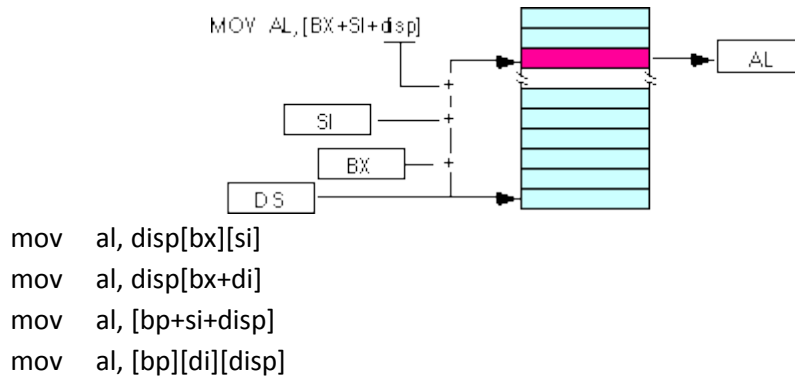 MOV AL,[BX+SI+disp]
AL
+
SI
+
BX
+
DS
mov al, disp[bx][si]
mov al, disp[bx+di]
mov al, [bp+si+disp]
mov al, [bp][di][disp]